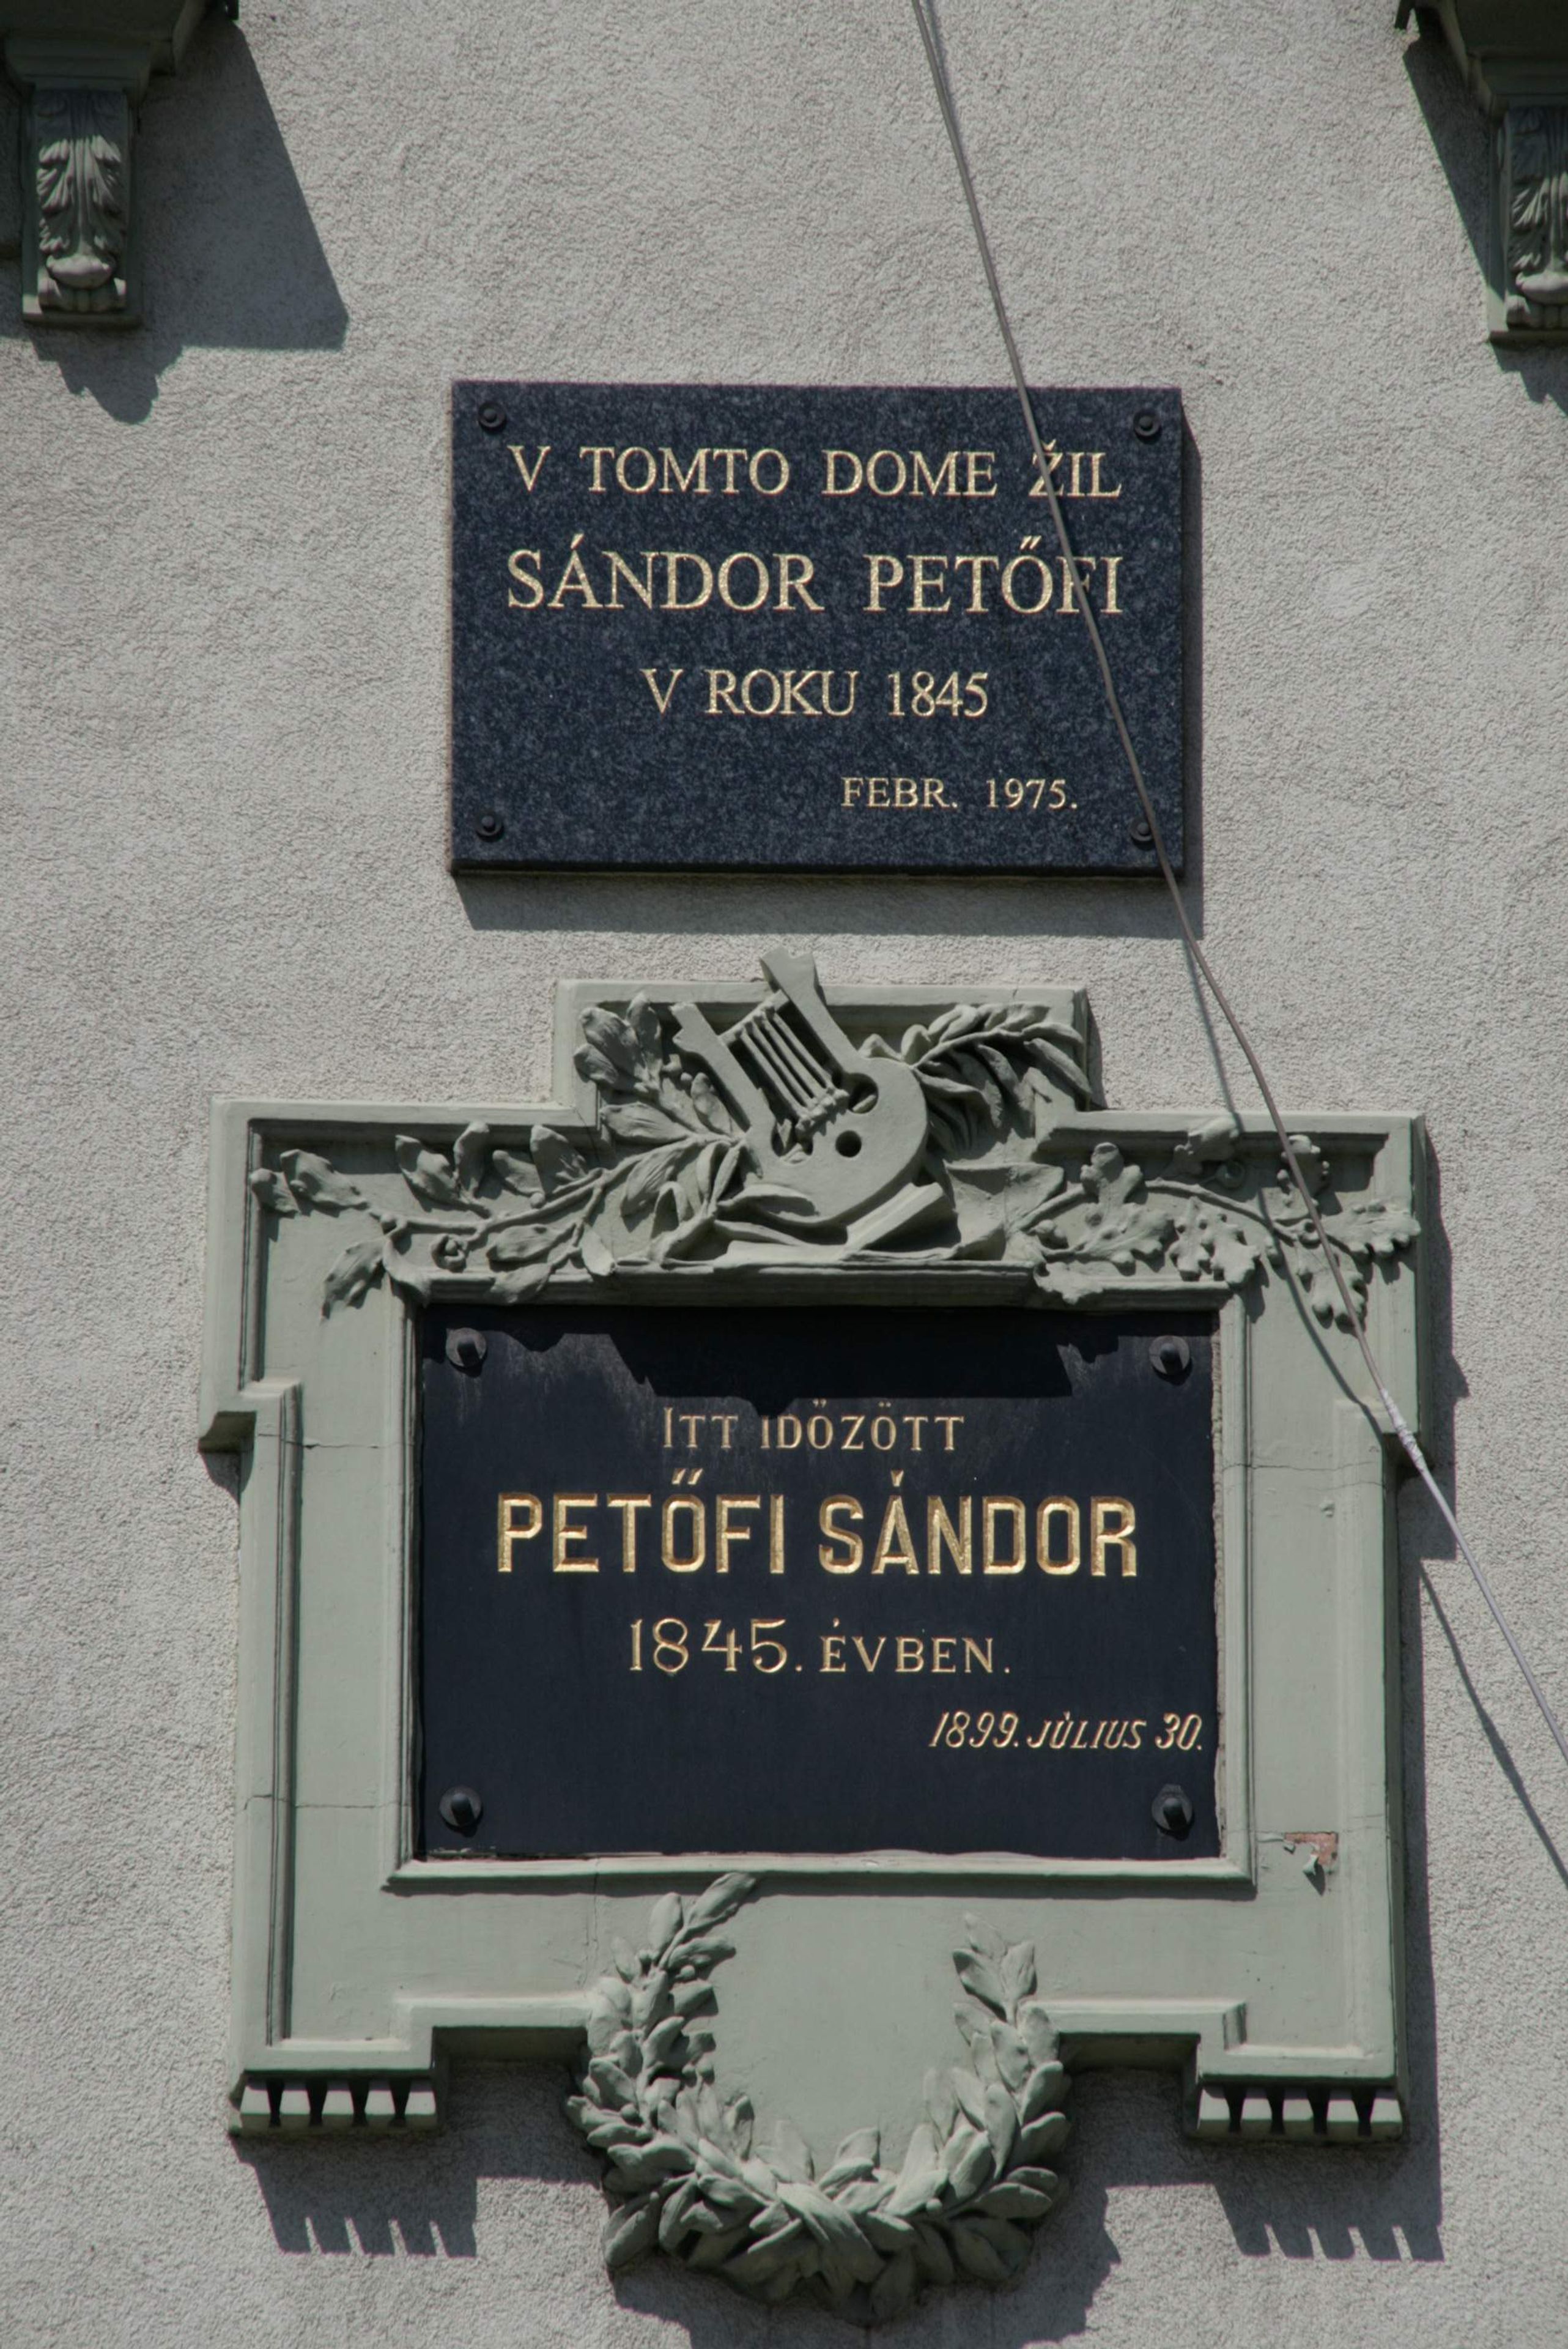 V TOMTO DOME ŽIL
SÁNDOR PETŐFI
V ROKU 1845
FEBR. 1975.
ITT IDŐZÖTT
PETŐFI SÁNDOR
1845. ÉVBEN.
1899. JÚLIUS 30.